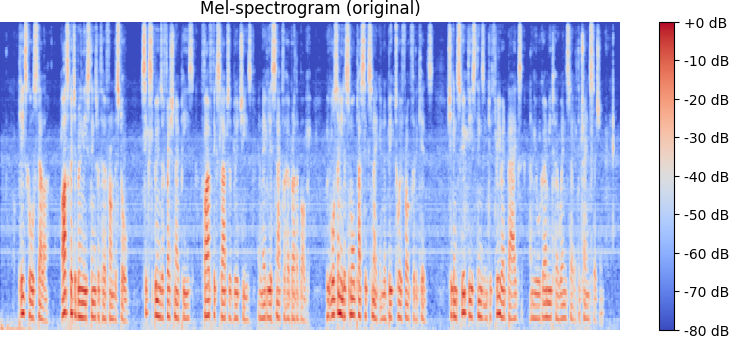 Mel-spectrogram (original)
+0 dB
-10 dB
-20 dB
-30 dB
-40 dB
-50 dB
-60 dB
-70 dB
-80 dB